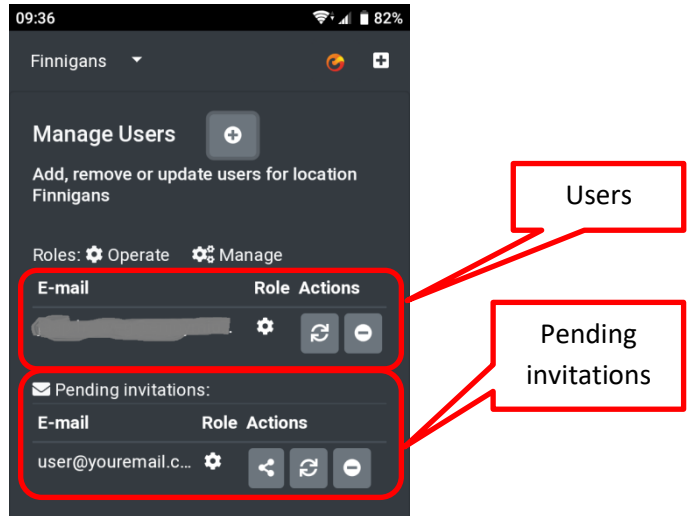 09:36 82%
Finnigans
Manage Users
Add, remove or update users for location
Finnigans
Roles: Operate Manage
E-mail Role Actions
Pending invitations:
E-mail Role Actions
user@youremail.c...
Users
Pending
invitations